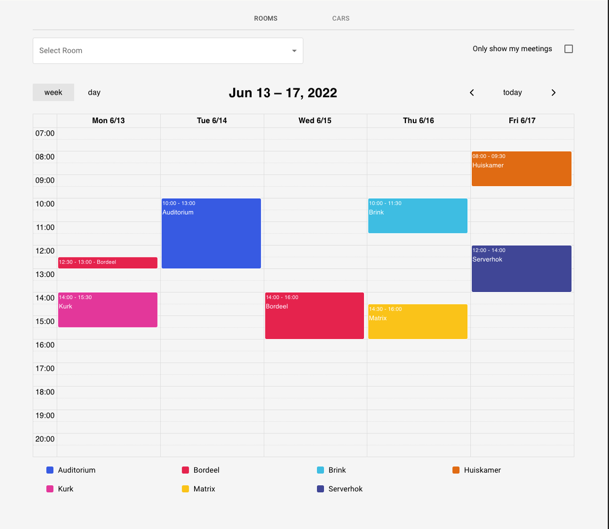 ROOMS CARS
Select Room
Only show my meetings
week day
Jun 13 – 17, 2022
today
Mon 6/13 Tue 6/14 Wed 6/15 Thu 6/16 Fri 6/17
07:00
08:00
08:00 - 09:30
Huiskamer
09:00
10:00
10:00 - 13:00
Auditorium
10:00 - 11:30
Brink
11:00
12:00
12:00 - 14:00
Serverhok
12:30 - 13:00 - Bordeel
13:00
14:00
14:00 - 15:30
Kurk
14:00 - 16:00
Bordeel
14:30 - 16:00
Matrix
15:00
16:00
17:00
18:00
19:00
20:00
Auditorium Bordeel Brink Huiskamer
Kurk Matrix Serverhok